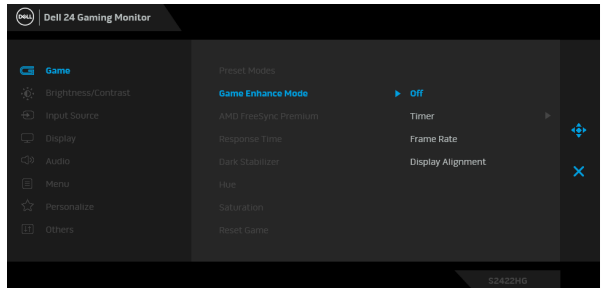 DELL Dell 24 Gaming Monitor
Game
Brightness/Contrast
Input Source
Display
Audio
Menu
Personalize
Others
Preset Modes
Game Enhance Mode
AMD FreeSync Premium
Response Time
Dark Stabilizer
Hue
Saturation
Reset Game
Off
Timer
Frame Rate
Display Alignment
S2422HG